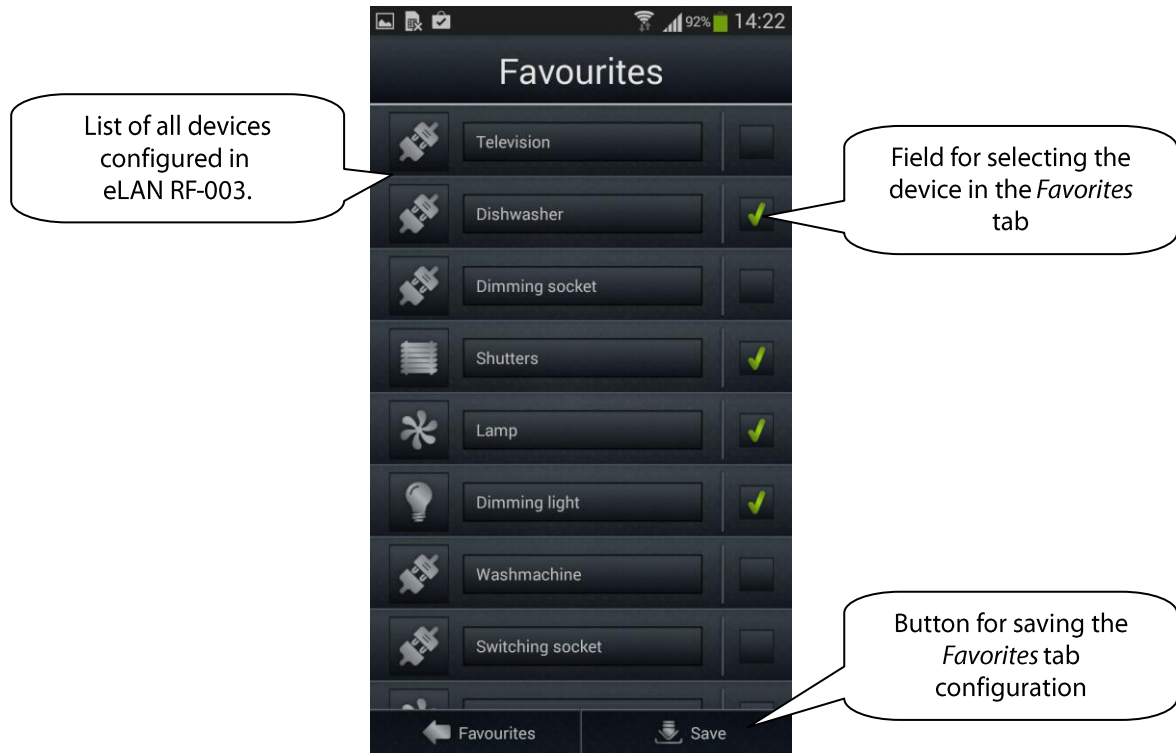 92% 14:22
Favourites
List of all devices
configured in
eLAN RF-003.
Television
Field for selecting the
device in the Favorites
tab
Dishwasher
Dimming socket
Shutters
Lamp
Dimming light
Washmachine
Switching socket
Button for saving the
Favorites tab
configuration
Favourites
Save